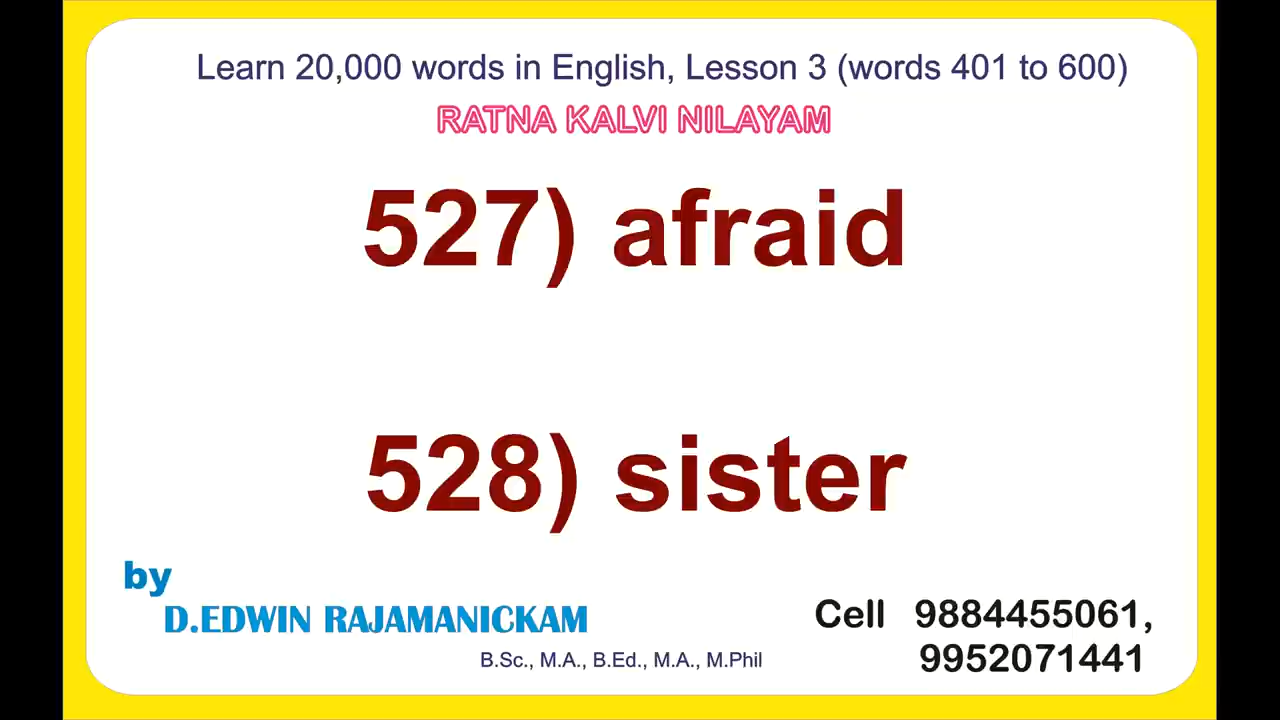 Learn 20,000 words in English, Lesson 3 (words 401 to 600)
RATNA KALVI NILAYAM
527) afraid
528) sister
by
D.EDWIN RAJAMANICKAM
B.Sc., M.A., B.Ed., M.A., M.Phil
Cell 9884455061,
9952071441